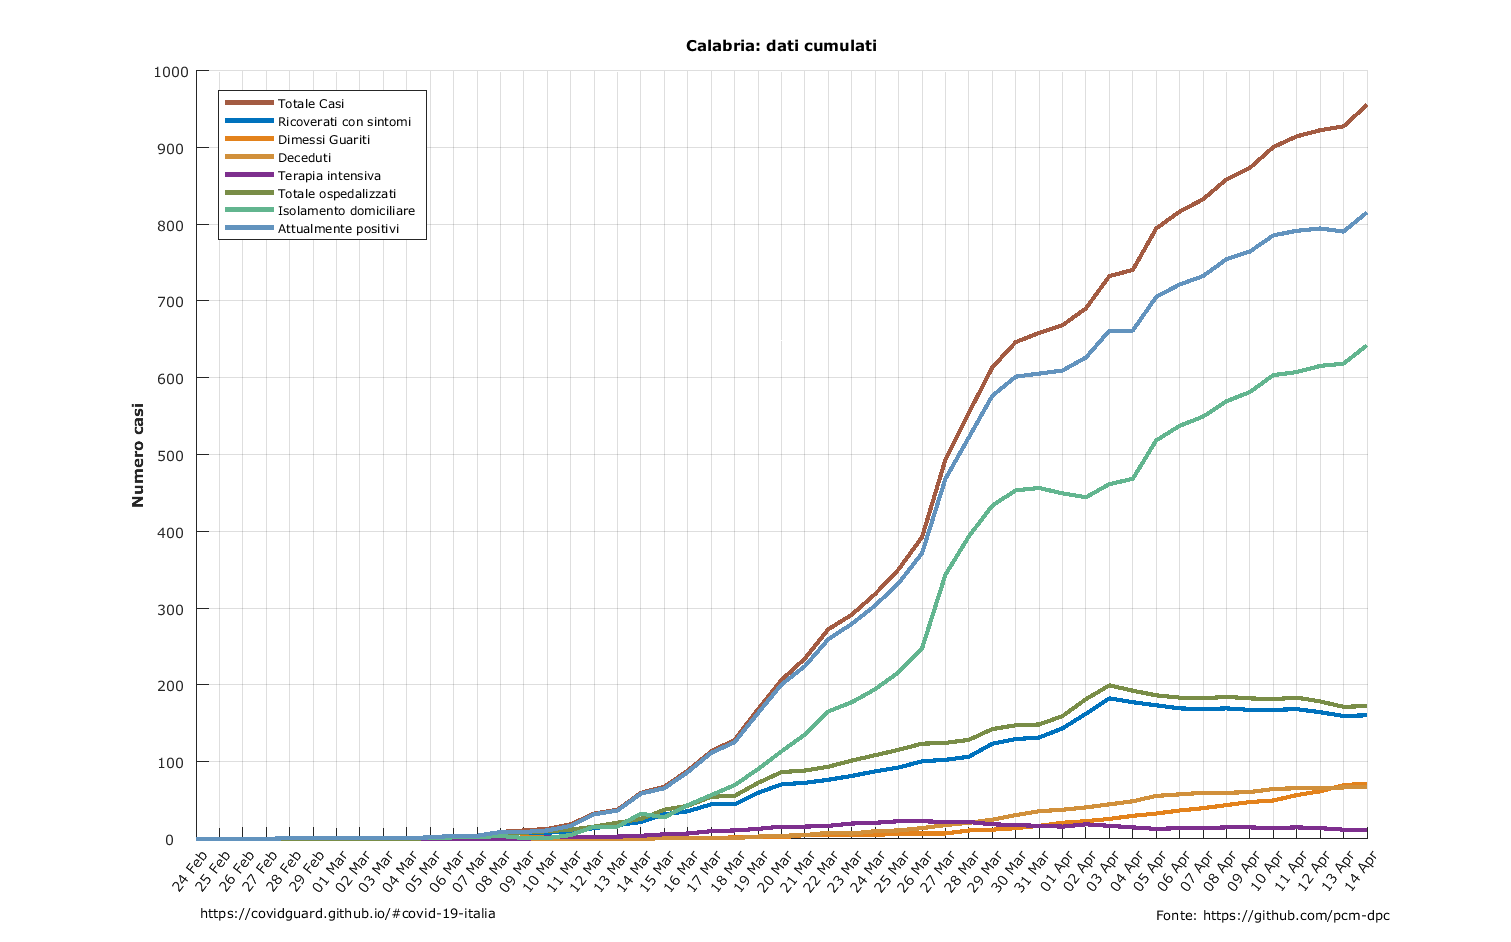 Calabria: dati cumulati
1000
900
800
700
600
500
400
300
200
100
0
Numero casi
Totale Casi
Ricoverati con sintomi
Dimessi Guariti
Deceduti
Terapia intensiva
Totale ospedalizzati
Isolamento domiciliare
Attualmente positivi
24 Feb
25 Feb
26 Feb
27 Feb
28 Feb
29 Feb
01 Mar
02 Mar
03 Mar
04 Mar
05 Mar
06 Mar
07 Mar
08 Mar
09 Mar
10 Mar
11 Mar
12 Mar
13 Mar
14 Mar
15 Mar
16 Mar
17 Mar
18 Mar
19 Mar
20 Mar
21 Mar
22 Mar
23 Mar
24 Mar
25 Mar
26 Mar
27 Mar
28 Mar
29 Mar
30 Mar
31 Mar
01 Apr
02 Apr
03 Apr
04 Apr
05 Apr
06 Apr
07 Apr
08 Apr
09 Apr
10 Apr
11 Apr
12 Apr
13 Apr
14 Apr
https://covidguard.github.io/#covid-19-italia
Fonte: https://github.com/pcm-dpc